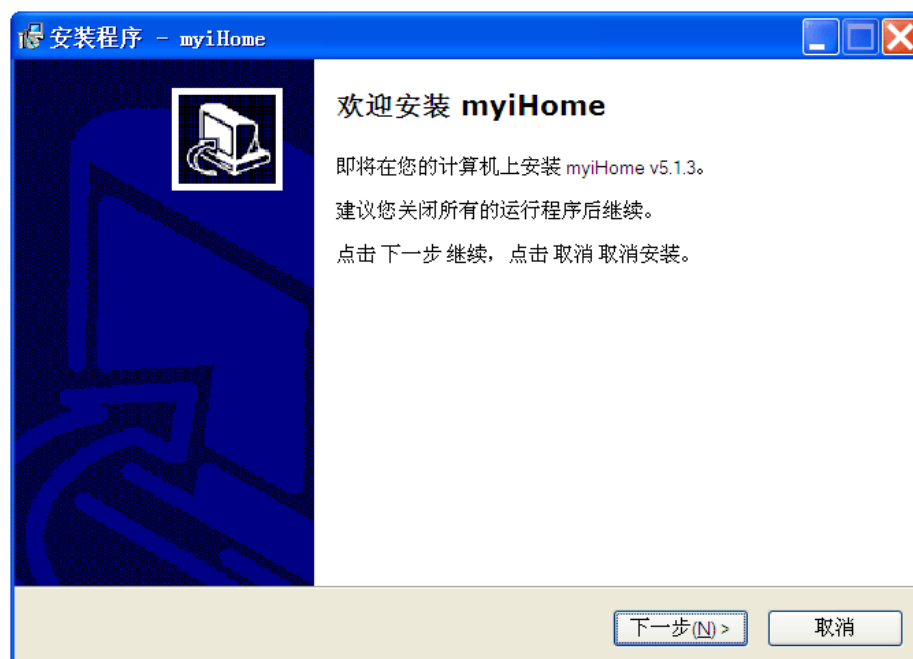 安装程序 - myiHome
欢迎安装 myiHome
即将在您的计算机上安装 myiHome v5.1.3。
建议您关闭所有的运行程序后继续。
点击 下一步 继续，点击 取消 取消安装。
下一步(N) > 取消